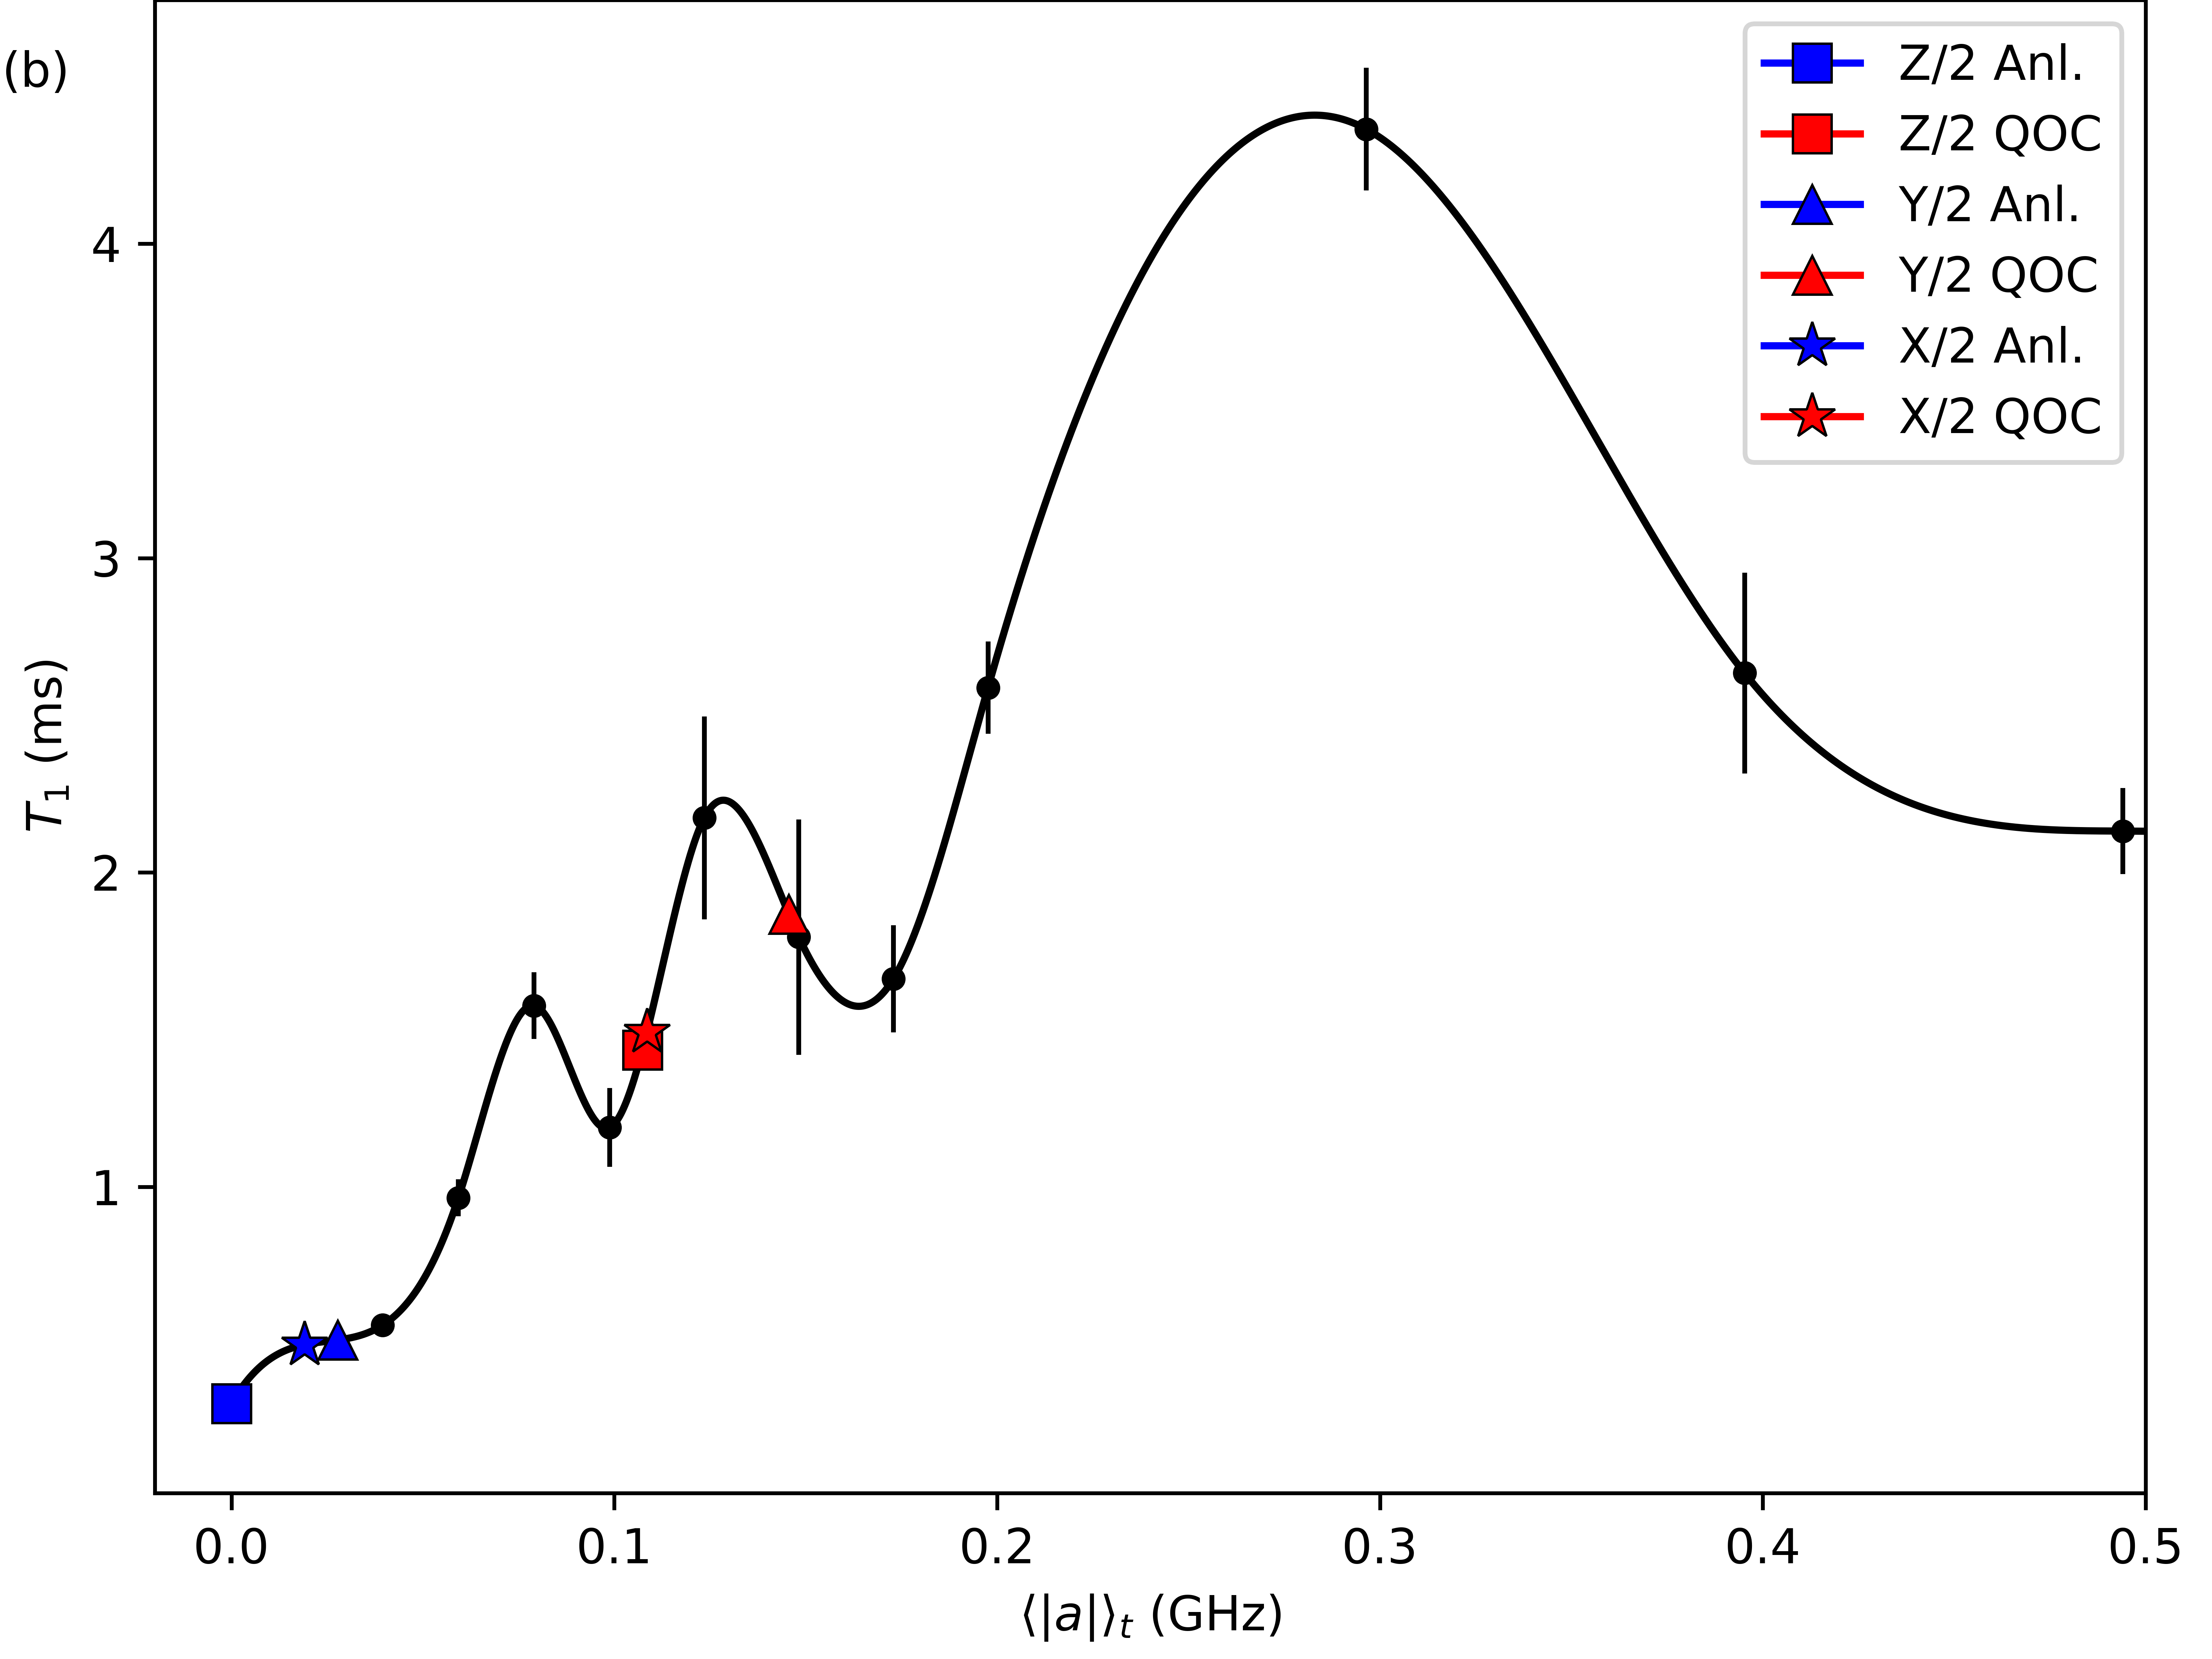 (b)
Z/2 Anl.
Z/2 QOC
Y/2 Anl.
Y/2 QOC
X/2 Anl.
X/2 QOC
4
3
2
1
T₁ (ms)
0.0 0.1 0.2 0.3 0.4 0.5
⟨|a|⟩ₜ (GHz)